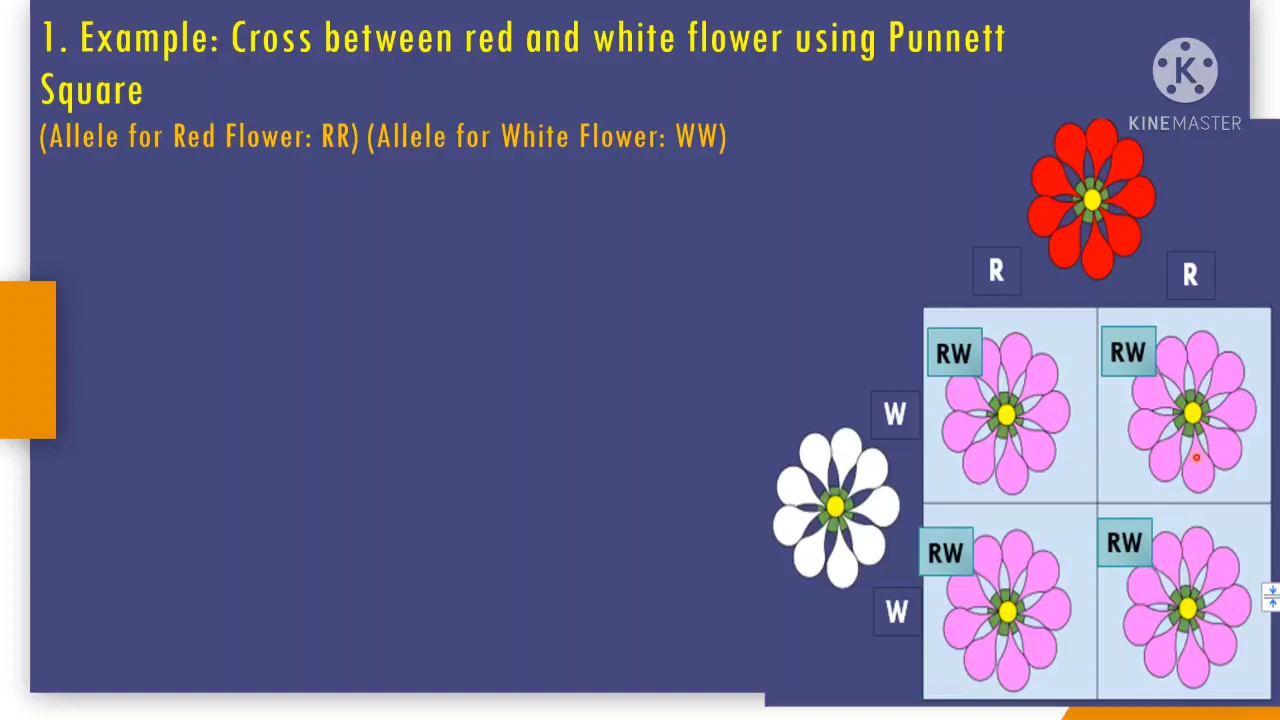 1. Example: Cross between red and white flower using Punnett
Square
(Allele for Red Flower: RR) (Allele for White Flower: WW)
K
KINEMASTER
R
R
RW
RW
W
RW
RW
W